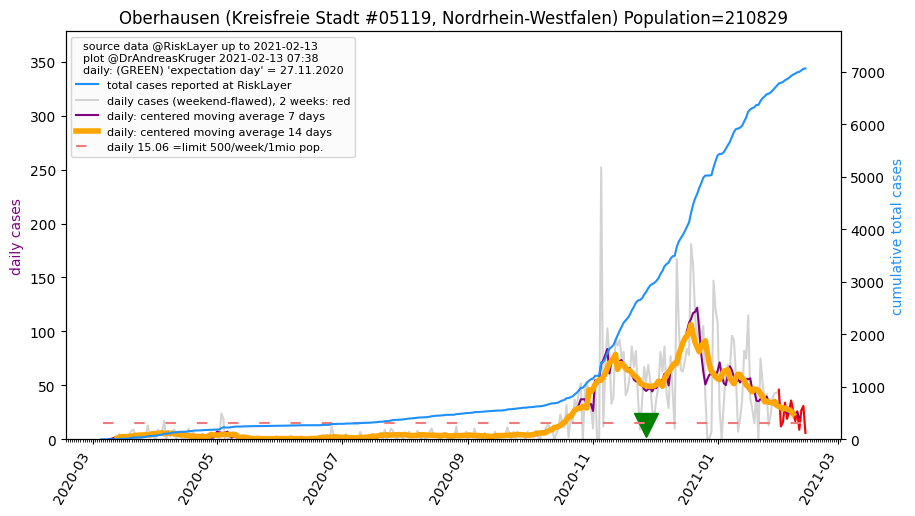 Oberhausen (Kreisfreie Stadt #05119, Nordrhein-Westfalen) Population=210829
source data @RiskLayer up to 2021-02-13
plot @DrAndreasKruger 2021-02-13 07:38
daily: (GREEN) 'expectation day' = 27.11.2020
total cases reported at RiskLayer
daily cases (weekend-flawed), 2 weeks: red
daily: centered moving average 7 days
daily: centered moving average 14 days
daily 15.06 =limit 500/week/1mio pop.
daily cases
350
300
250
200
150
100
50
0
cumulative total cases
7000
6000
5000
4000
3000
2000
1000
0
2020-03
2020-05
2020-07
2020-09
2020-11
2021-01
2021-03